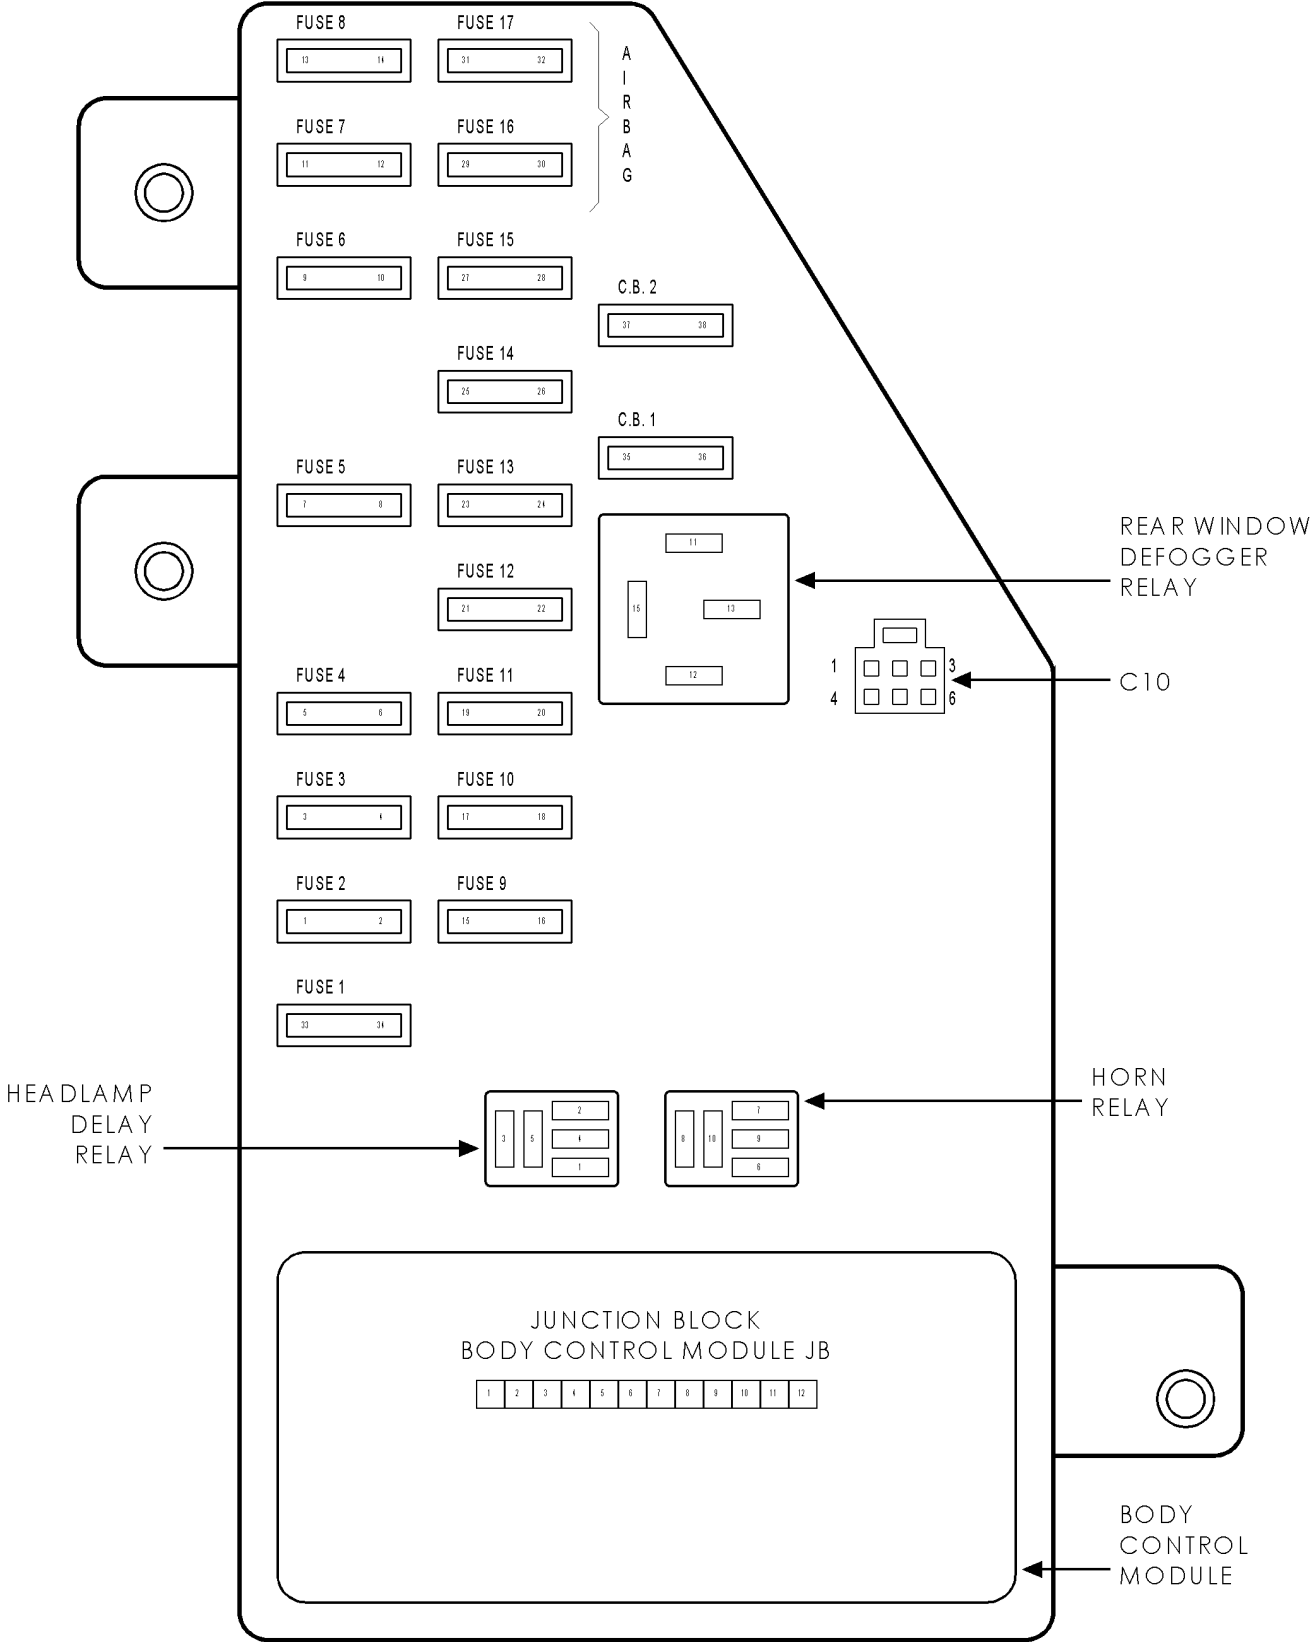 FUSE 8
FUSE 17
13 14
31 32
A
I
R
B
A
G
FUSE 7
FUSE 16
11 12
29 30
FUSE 6
FUSE 15
9 10
27 28
C.B. 2
37 38
FUSE 14
25 26
C.B. 1
35 36
FUSE 5
FUSE 13
7 8
23 24
REAR WINDOW
DEFOGGER
RELAY
11
15 13
12
FUSE 12
21 22
1 3
4 6
C10
FUSE 4
FUSE 11
5 6
19 20
FUSE 3
FUSE 10
3 4
17 18
FUSE 2
FUSE 9
1 2
15 16
FUSE 1
33 34
HEADLAMP
DELAY
RELAY
3 5
2
4
1
8 10
7
9
6
HORN
RELAY
JUNCTION BLOCK
BODY CONTROL MODULE JB
1 2 3 4 5 6 7 8 9 10 11 12
BODY
CONTROL
MODULE